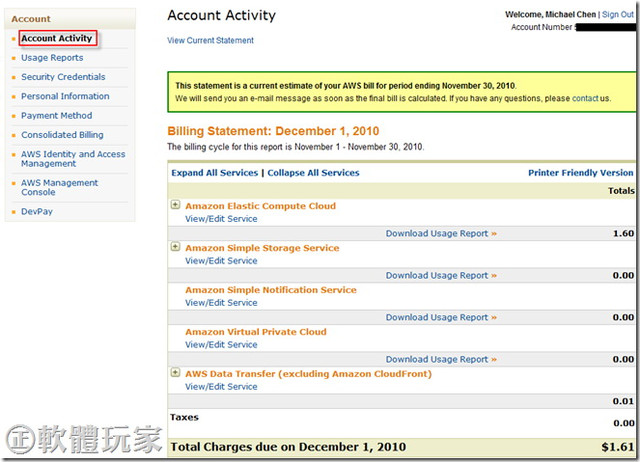 Account
Account Activity
Usage Reports
Security Credentials
Personal Information
Payment Method
Consolidated Billing
AWS Identity and Access
Management
AWS Management
Console
DevPay
Account Activity
Welcome, Michael Chen | Sign Out
Account Number
View Current Statement
This statement is a current estimate of your AWS bill for period ending November 30, 2010.
We will send you an e-mail message as soon as the final bill is calculated. If you have any questions, please contact us.
Billing Statement: December 1, 2010
The billing cycle for this report is November 1 - November 30, 2010.
Expand All Services | Collapse All Services Printer Friendly Version
Totals
Amazon Elastic Compute Cloud
View/Edit Service
Download Usage Report » 1.60
Amazon Simple Storage Service
View/Edit Service
Download Usage Report » 0.00
Amazon Simple Notification Service
View/Edit Service
Download Usage Report » 0.00
Amazon Virtual Private Cloud
View/Edit Service
Download Usage Report » 0.00
AWS Data Transfer (excluding Amazon CloudFront)
View/Edit Service
0.01
Taxes
0.00
Total Charges due on December 1, 2010 $1.61
正軟體玩家